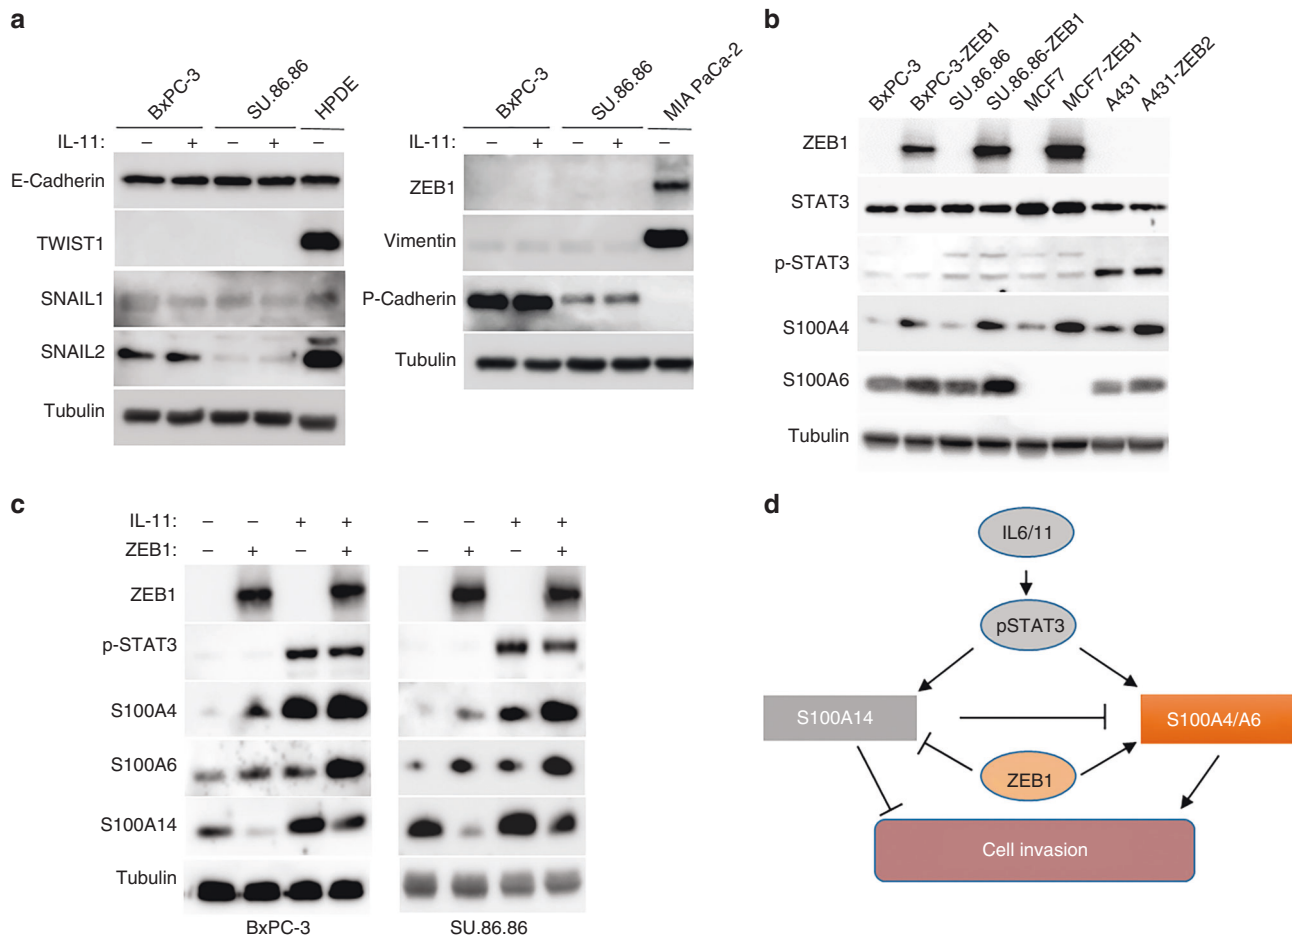 a
BxPC-3 SU.86.86 HPDE
IL-11: – + – + –
E-Cadherin
TWIST1
SNAIL1
SNAIL2
Tubulin
BxPC-3 SU.86.86 MIA PaCa-2
IL-11: – + – + –
ZEB1
Vimentin
P-Cadherin
Tubulin
b
BxPC-3 BxPC-3-ZEB1 SU.86.86 SU.86.86-ZEB1 MCF7 MCF7-ZEB1 A431 A431-ZEB2
ZEB1
STAT3
p-STAT3
S100A4
S100A6
Tubulin
c
IL-11: – – + + – – + +
ZEB1: – + – + – + – +
ZEB1
p-STAT3
S100A4
S100A6
S100A14
Tubulin
BxPC-3 SU.86.86
d
IL6/11
pSTAT3
S100A14 S100A4/A6
ZEB1
Cell invasion